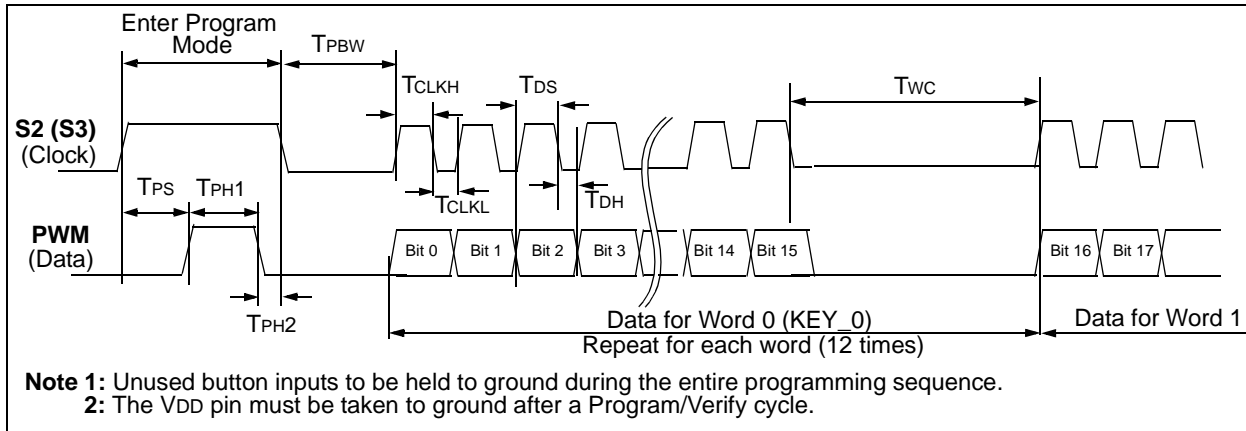 Enter Program
Mode
TPBW
TCLKH
TDS
TWC
S2 (S3)
(Clock)
TPS
TPH1
TCLKL
TDH
PWM
(Data)
Bit 0
Bit 1
Bit 2
Bit 3
Bit 14
Bit 15
Bit 16
Bit 17
TPH2
Data for Word 0 (KEY_0)
Data for Word 1
Repeat for each word (12 times)
Note 1: Unused button inputs to be held to ground during the entire programming sequence.
2: The VDD pin must be taken to ground after a Program/Verify cycle.